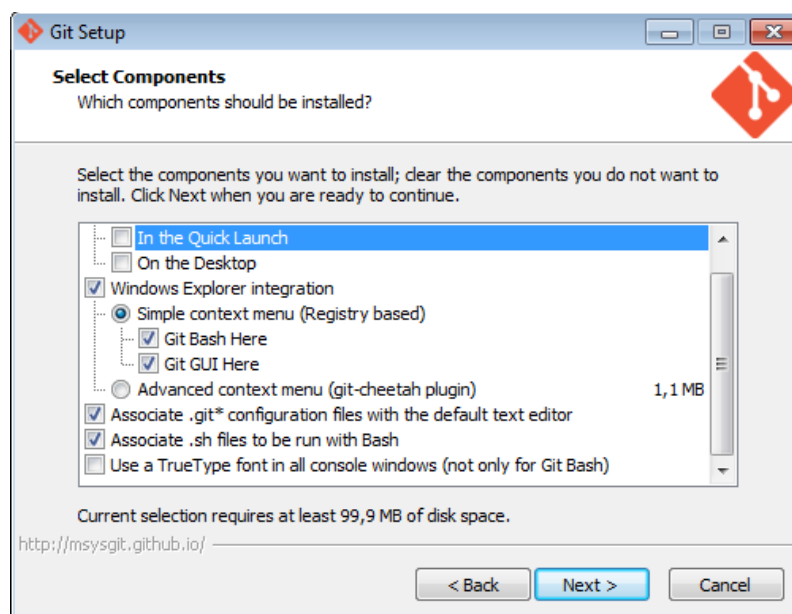 Git Setup
Select Components
Which components should be installed?
Select the components you want to install; clear the components you do not want to
install. Click Next when you are ready to continue.
In the Quick Launch
On the Desktop
Windows Explorer integration
Simple context menu (Registry based)
Git Bash Here
Git GUI Here
Advanced context menu (git-cheetah plugin) 1,1 MB
Associate .git* configuration files with the default text editor
Associate .sh files to be run with Bash
Use a TrueType font in all console windows (not only for Git Bash)
Current selection requires at least 99,9 MB of disk space.
http://msysgit.github.io/
< Back Next > Cancel